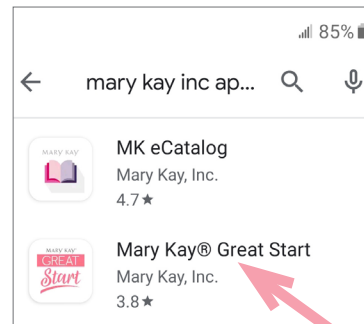 85%
mary kay inc ap...
MARY KAY
MK eCatalog
Mary Kay, Inc.
4.7★
MARY KAY
GREAT
Start
Mary Kay® Great Start
Mary Kay, Inc.
3.8★